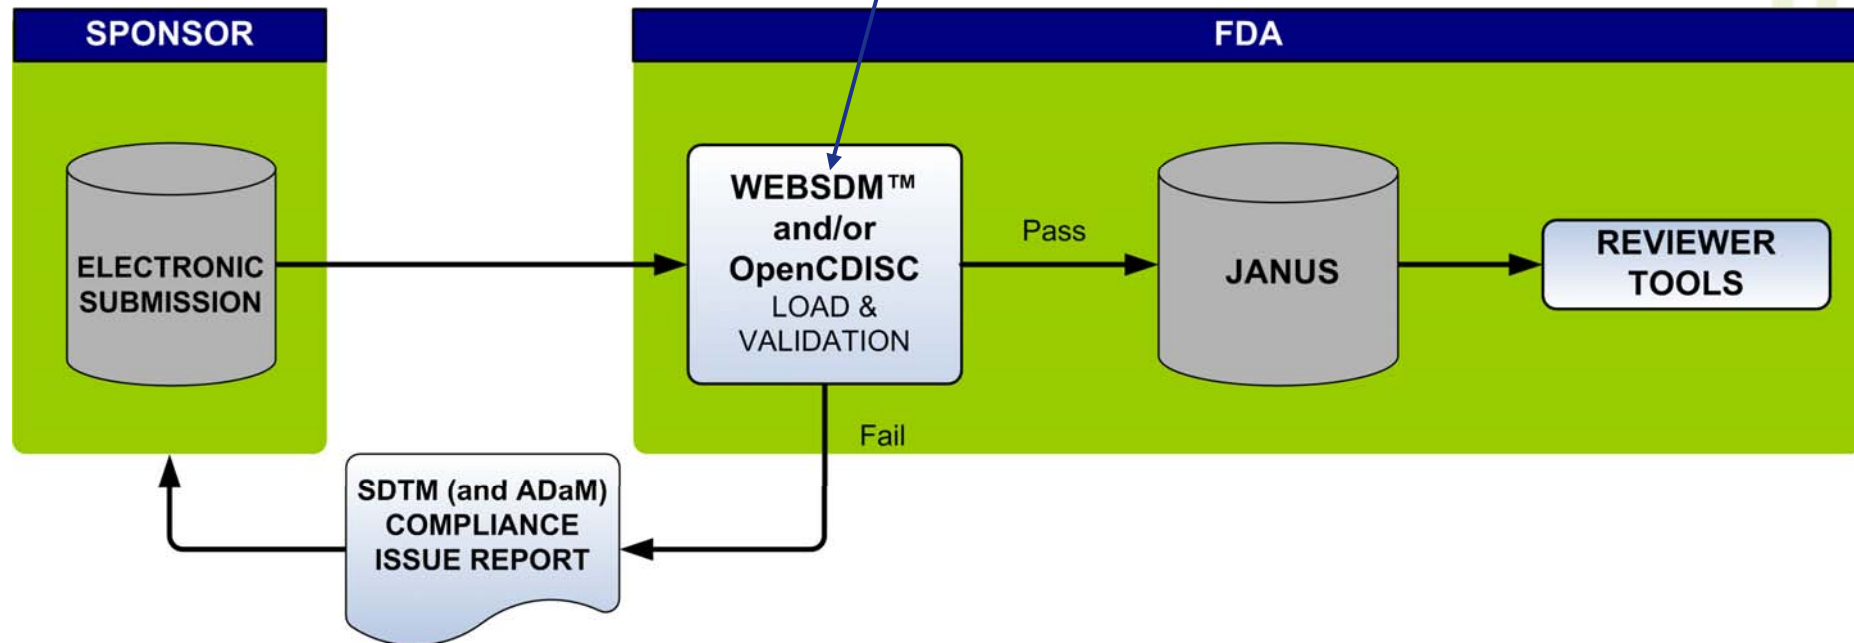 SPONSOR
FDA
ELECTRONIC
SUBMISSION
WEBSDM™
and/or
OpenCDISC
LOAD &
VALIDATION
Pass
JANUS
REVIEWER
TOOLS
Fail
SDTM (and ADaM)
COMPLIANCE
ISSUE REPORT